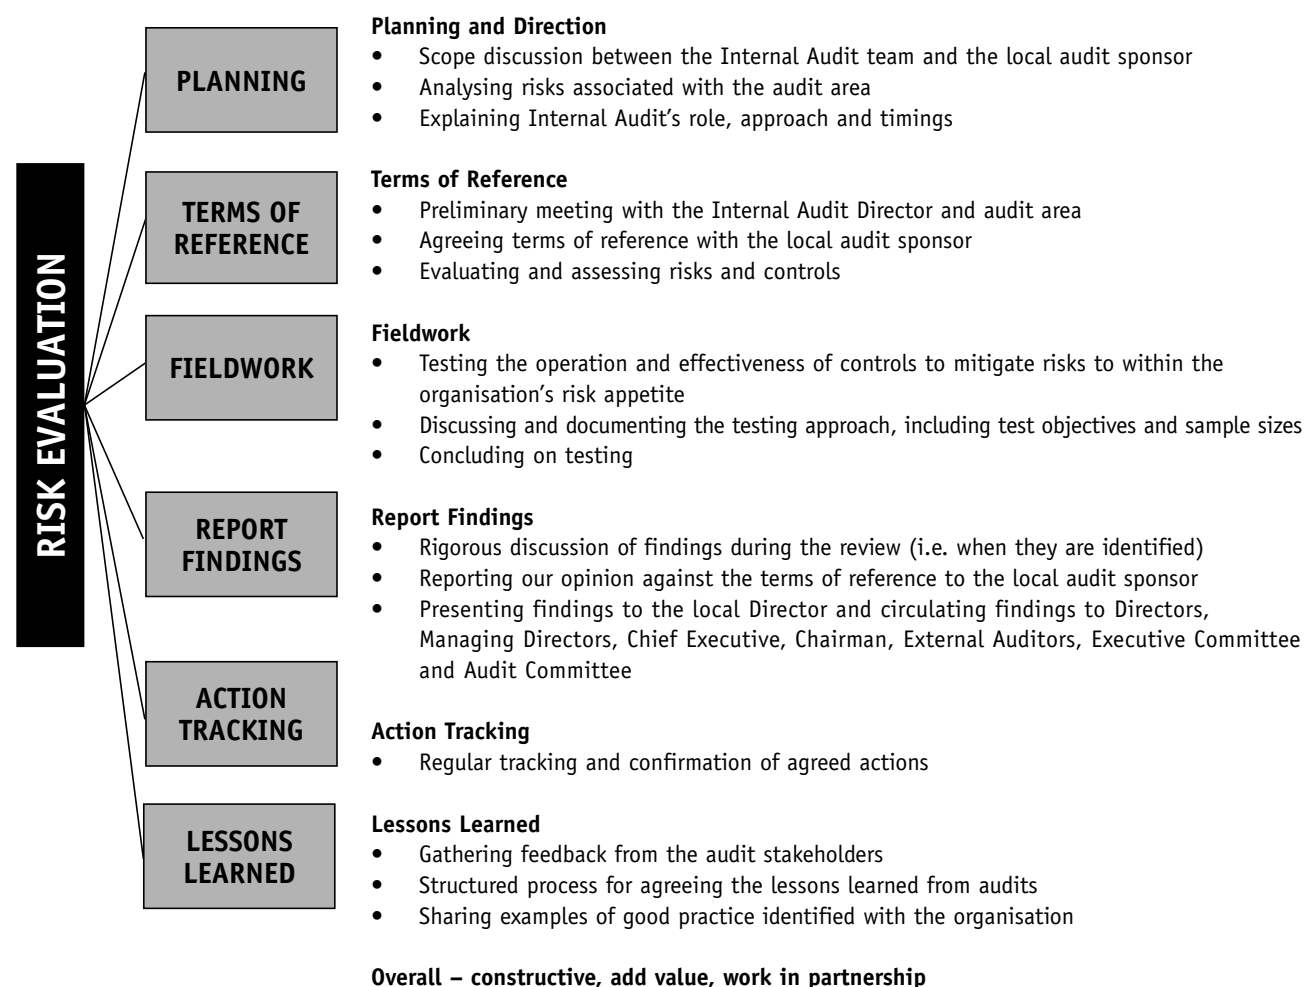 RISK EVALUATION
PLANNING
Planning and Direction
• Scope discussion between the Internal Audit team and the local audit sponsor
• Analysing risks associated with the audit area
• Explaining Internal Audit’s role, approach and timings
TERMS OF
REFERENCE
Terms of Reference
• Preliminary meeting with the Internal Audit Director and audit area
• Agreeing terms of reference with the local audit sponsor
• Evaluating and assessing risks and controls
FIELDWORK
Fieldwork
• Testing the operation and effectiveness of controls to mitigate risks to within the
organisation’s risk appetite
• Discussing and documenting the testing approach, including test objectives and sample sizes
• Concluding on testing
REPORT
FINDINGS
Report Findings
• Rigorous discussion of findings during the review (i.e. when they are identified)
• Reporting our opinion against the terms of reference to the local audit sponsor
• Presenting findings to the local Director and circulating findings to Directors,
Managing Directors, Chief Executive, Chairman, External Auditors, Executive Committee
and Audit Committee
ACTION
TRACKING
Action Tracking
• Regular tracking and confirmation of agreed actions
LESSONS
LEARNED
Lessons Learned
• Gathering feedback from the audit stakeholders
• Structured process for agreeing the lessons learned from audits
• Sharing examples of good practice identified with the organisation
Overall – constructive, add value, work in partnership